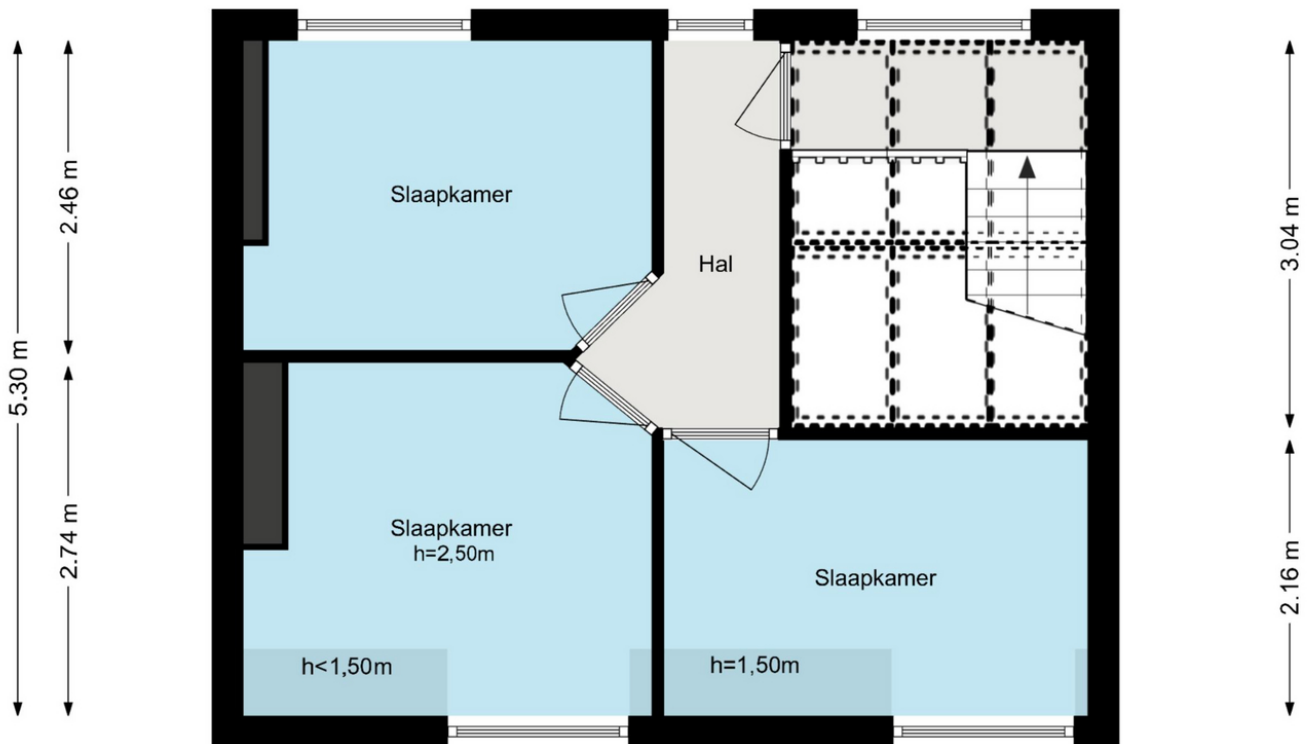 5.30 m
2.46 m
2.74 m
Slaapkamer
Hal
3.04 m
Slaapkamer
h=2,50m
Slaapkamer
2.16 m
h<1,50m
h=1,50m